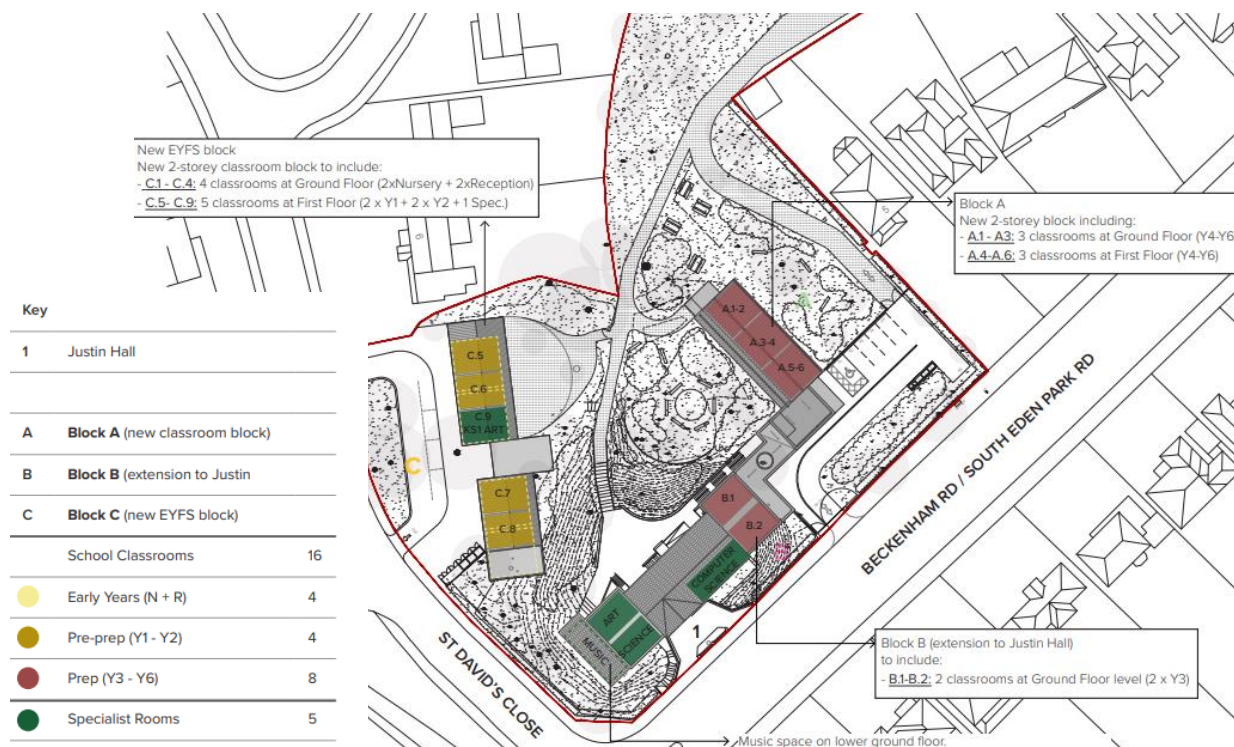 New EYFS block
New 2-storey classroom block to include:
- C.1 - C.4: 4 classrooms at Ground Floor (2xNursery + 2xReception)
- C.5- C.9: 5 classrooms at First Floor (2 x Y1 + 2 x Y2 + 1 Spec.)
Block A
New 2-storey block including:
- A.1 - A3: 3 classrooms at Ground Floor (Y4-Y6
- A.4-A.6: 3 classrooms at First Floor (Y4-Y6)
Key
1 Justin Hall
A Block A (new classroom block)
B Block B (extension to Justin
C Block C (new EYFS block)
School Classrooms 16
Early Years (N + R) 4
Pre-prep (Y1 - Y2) 4
Prep (Y3 - Y6) 8
Specialist Rooms 5
C.5
C.6
C.9
KS1 ART
C
C.7
C.8
A
A.1-2
A.3-4
A.5-6
B.1
B.2
COMPUTER
SCIENCE
ART
SCIENCE
MUSIC
1
BECKENHAM RD / SOUTH EDEN PARK RD
ST DAVID'S CLOSE
Block B (extension to Justin Hall)
to include:
- B.1-B.2: 2 classrooms at Ground Floor level (2 x Y3)
Music space on lower ground floor.